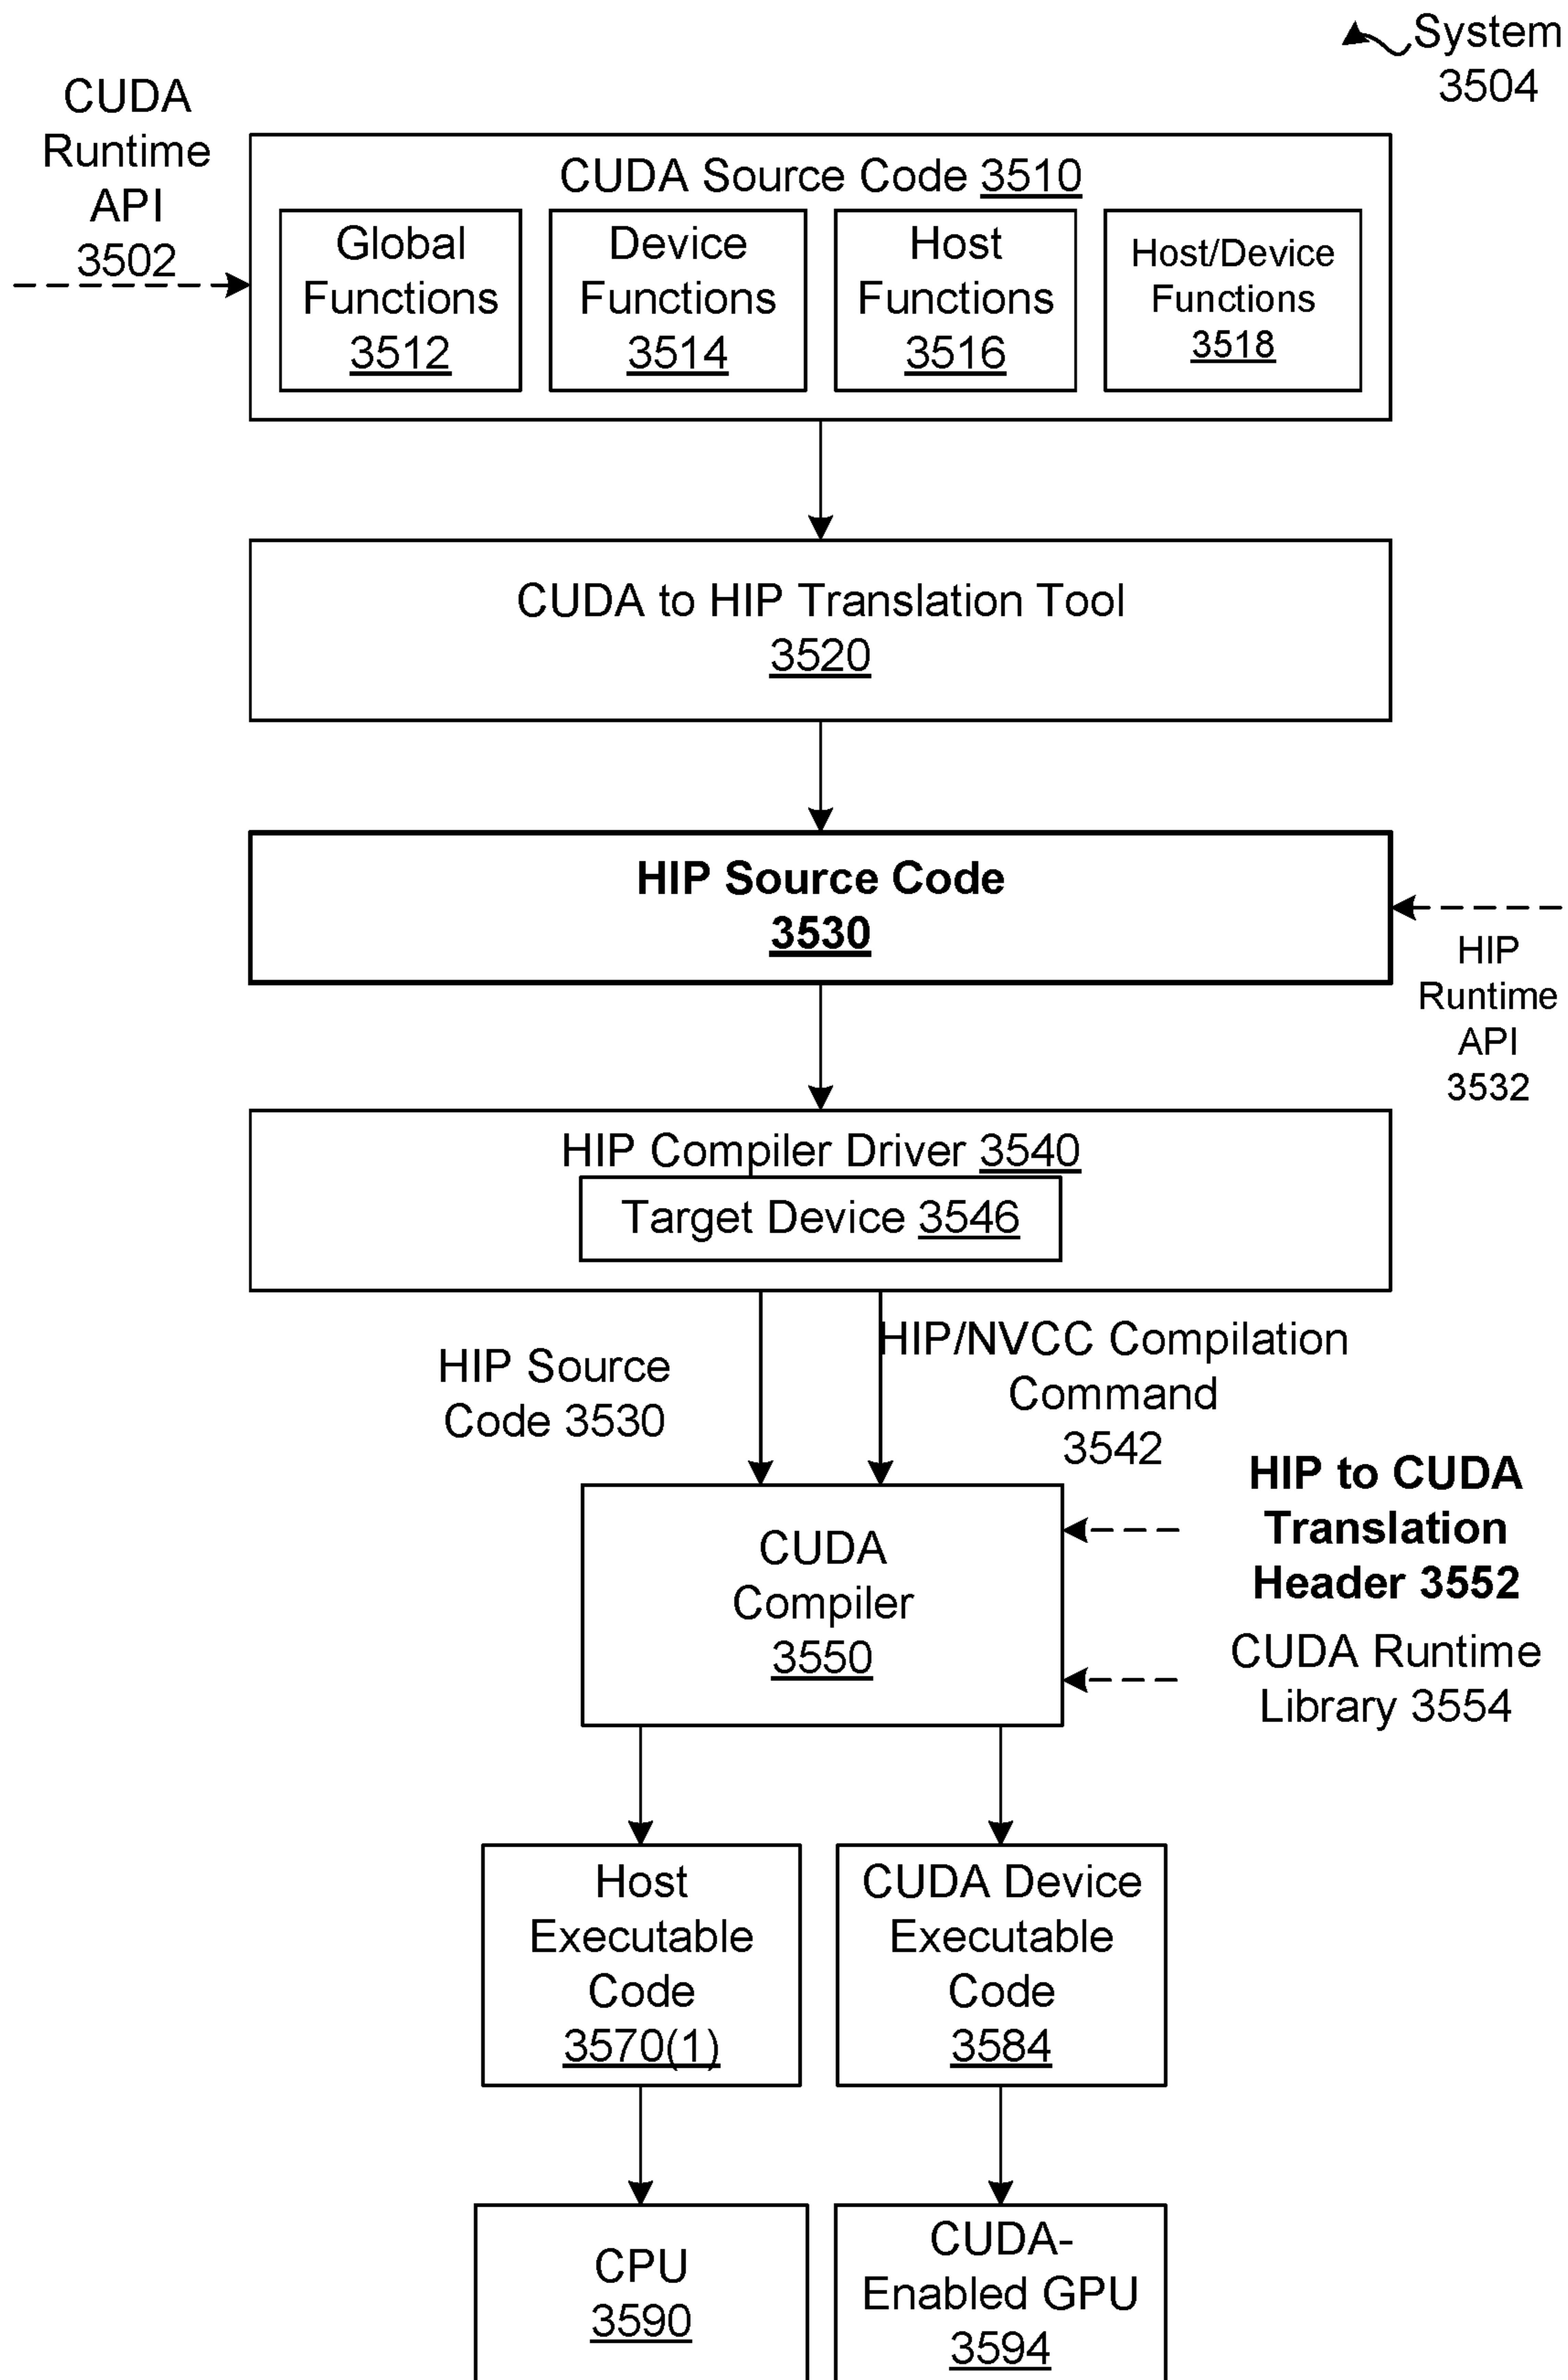 System
3504
CUDA
Runtime
API
3502
CUDA Source Code 3510
Global
Functions
3512
Device
Functions
3514
Host
Functions
3516
Host/Device
Functions
3518
CUDA to HIP Translation Tool
3520
HIP Source Code
3530
HIP
Runtime
API
3532
HIP Compiler Driver 3540
Target Device 3546
HIP Source
Code 3530
HIP/NVCC Compilation
Command
3542
HIP to CUDA
Translation
Header 3552
CUDA
Compiler
3550
CUDA Runtime
Library 3554
Host
Executable
Code
3570(1)
CUDA Device
Executable
Code
3584
CPU
3590
CUDA-
Enabled GPU
3594